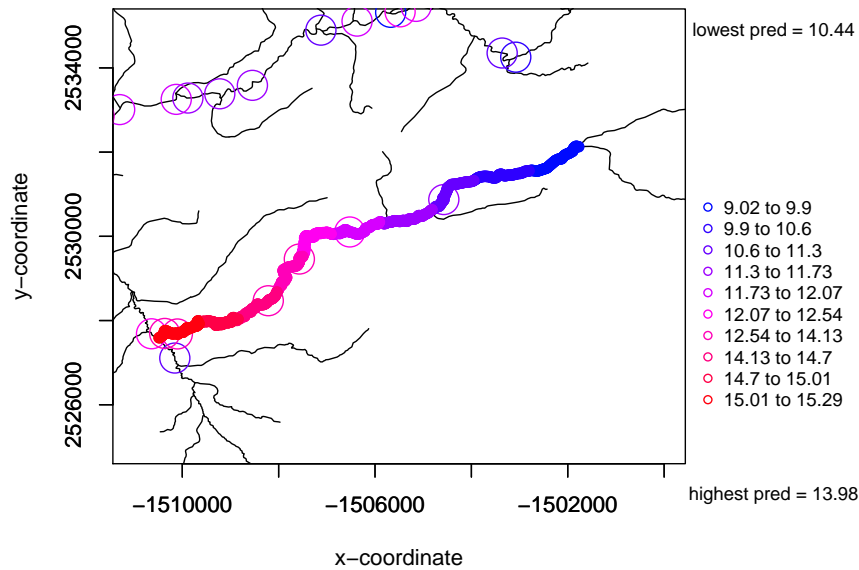 lowest pred = 10.44
2534000
2530000
2526000
y−coordinate
9.02 to 9.9
9.9 to 10.6
10.6 to 11.3
11.3 to 11.73
11.73 to 12.07
12.07 to 12.54
12.54 to 14.13
14.13 to 14.7
14.7 to 15.01
15.01 to 15.29
highest pred = 13.98
−1510000 −1506000 −1502000
x−coordinate